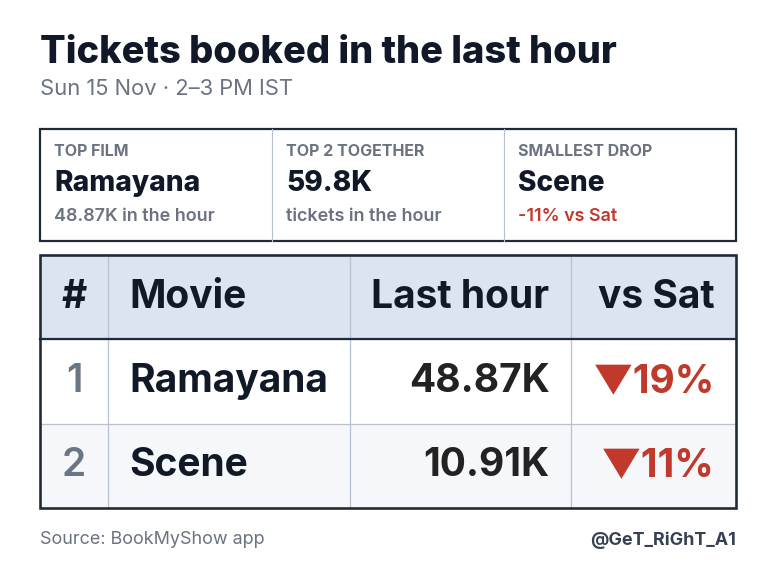 Tickets booked in the last hour
Sun 15 Nov · 2–3 PM IST
TOP FILM
Ramayana
48.87K in the hour
TOP 2 TOGETHER
59.8K
tickets in the hour
SMALLEST DROP
Scene
-11% vs Sat
# Movie Last hour vs Sat
1 Ramayana 48.87K ▼19%
2 Scene 10.91K ▼11%
Source: BookMyShow app
@GeT_RiGhT_A1